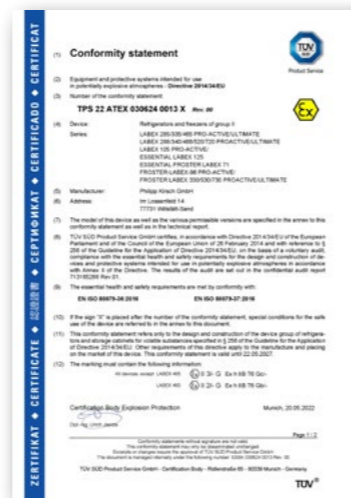 ZERTIFIKAT ◆ CERTIFICATE ◆ 認證證書 ◆ СЕРТИФИКАТ ◆ CERTIFICADO ◆ CERTIFICAT
TÜV
SÜD
Product Service
(1) Conformity statement
(2) Equipment and protective systems intended for use
in potentially explosive atmospheres - Directive 2014/34/EU
(3) Number of the conformity statement:
TPS 22 ATEX 030624 0013 X Rev. 00
(4) Device: Refrigerators and freezers of group II
Series:
LABEX 105 PRO-ACTIVE/
ESSENTIAL LABEX 125
ESSENTIAL FROSTER LABEX 71
FROSTER-LABEX 96 PRO-ACTIVE/
FROSTER LABEX 330/530/730 PROACTIVE/ULTIMATE
(5) Manufacturer: Philipp Kirsch GmbH
(6) Address: Im Lossenfeld 14
77731 Willstätt-Sand
(7) The model of this device as well as the various permissible versions are specified in the annex to this
conformity statement as well as in the technical report.
(8) TÜV SÜD Product Service GmbH certifies, in accordance with Directive 2014/34/EU of the European
Parliament and of the Council of the European Union of 26 February 2014 and with reference to §
256 of the Guideline for the Application of Directive 2014/34/EU, on the basis of a voluntary audit,
compliance with the essential health and safety requirements for the design and construction of de-
vices and protective systems intended for use in potentially explosive atmospheres in accordance
with Annex II of the Directive. The results of the audit are set out in the confidential audit report
(9) The essential health and safety requirements are met by conformity with:
EN ISO 80079-36:2016 EN ISO 80079-37:2016
(10) If the sign "X" is placed after the number of the conformity statement, special conditions for the safe
use of the device are referred to in the annex to this document.
(11) This conformity statement refers only to the design and construction of the device group of refrigera-
tors and storage cabinets for volatile substances specified in § 256 of the Guideline for the Application
of Directive 2014/34/EU. Other requirements of this directive apply to the manufacture and placing
on the market of this device. This conformity statement is valid until 22.05.2027.
(12) The marking must contain the following information:
Certification Body Explosion Protection Munich, 20.05.2022
Page 1 / 2
Conformity statements without signature are not valid.
TÜV SÜD Product Service GmbH - Certification Body - Ridlerstraße 65 - 80339 Munich - Germany
TÜV